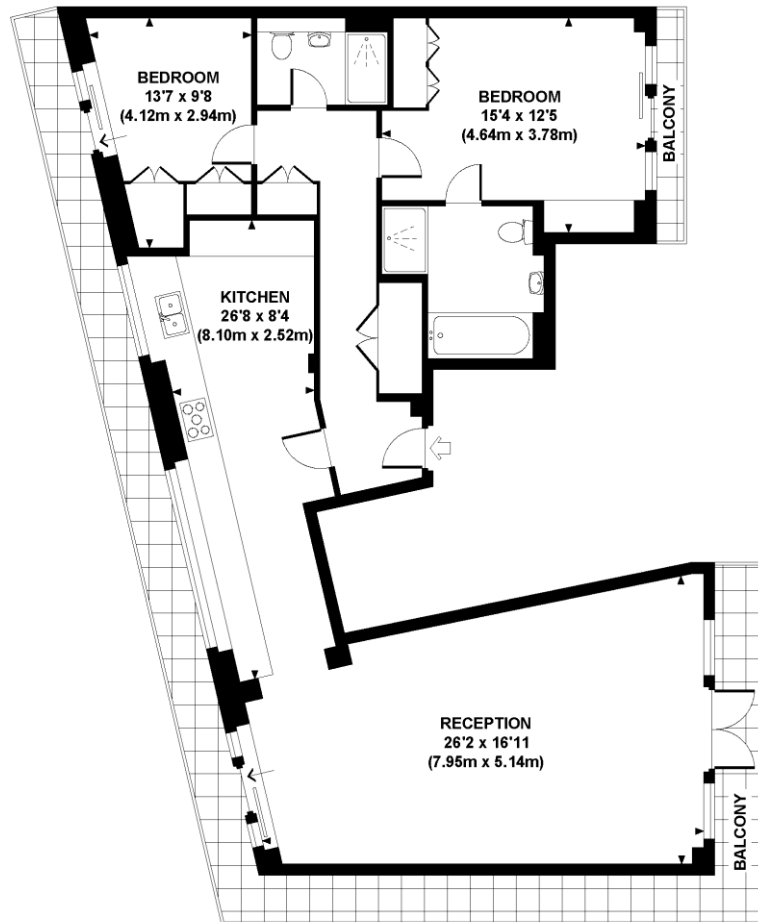 BEDROOM
13'7 x 9'8
(4.12m x 2.94m)
BEDROOM
15'4 x 12'5
(4.64m x 3.78m)
BALCONY
KITCHEN
26'8 x 8'4
(8.10m x 2.52m)
RECEPTION
26'2 x 16'11
(7.95m x 5.14m)
BALCONY